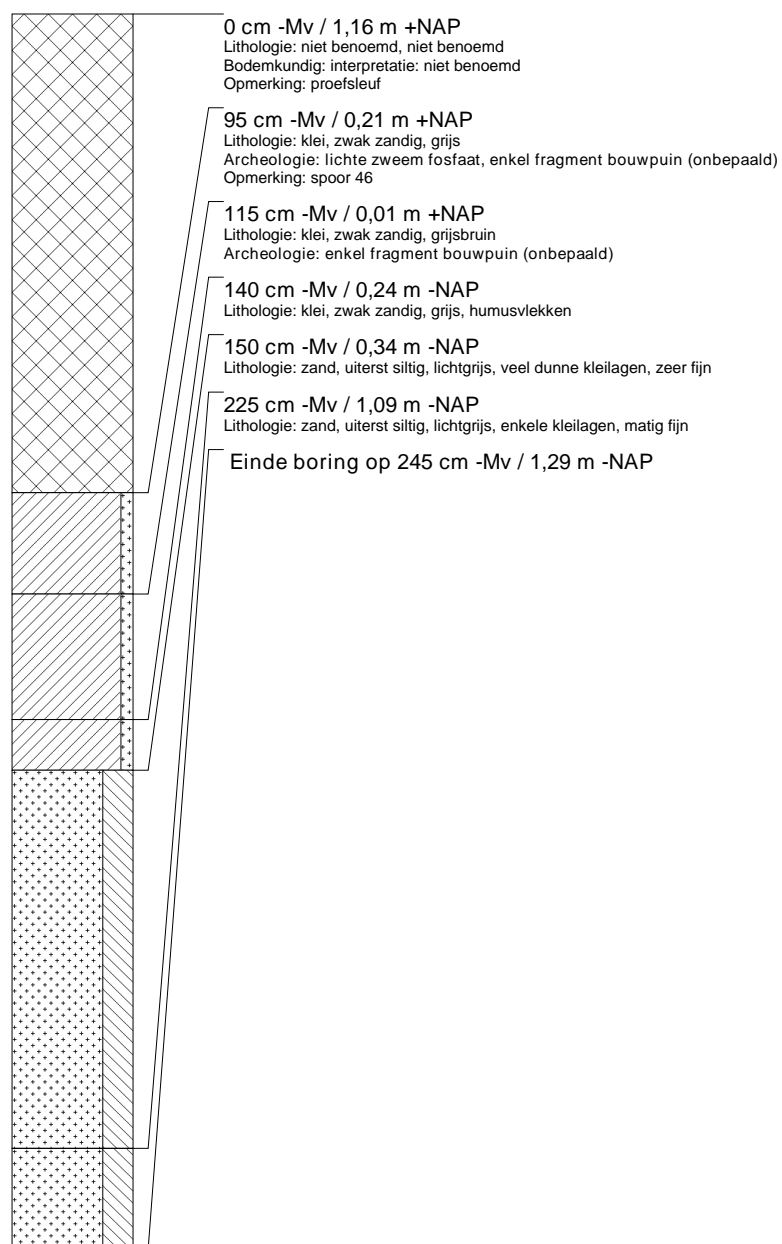 0 cm -Mv / 1,16 m +NAP
Lithologie: niet benoemd, niet benoemd
Bodemkundig: interpretatie: niet benoemd
Opmerking: proefsleuf
95 cm -Mv / 0,21 m +NAP
Lithologie: klei, zwak zandig, grijs
Archeologie: lichte zweem fosfaat, enkel fragment bouwpuin (onbepaald)
Opmerking: spoor 46
115 cm -Mv / 0,01 m +NAP
Lithologie: klei, zwak zandig, grijsbruin
Archeologie: enkel fragment bouwpuin (onbepaald)
140 cm -Mv / 0,24 m -NAP
Lithologie: klei, zwak zandig, grijs, humusvlekken
150 cm -Mv / 0,34 m -NAP
Lithologie: zand, uiterst siltig, lichtgrijs, veel dunne kleilagen, zeer fijn
225 cm -Mv / 1,09 m -NAP
Lithologie: zand, uiterst siltig, lichtgrijs, enkele kleilagen, matig fijn
Einde boring op 245 cm -Mv / 1,29 m -NAP